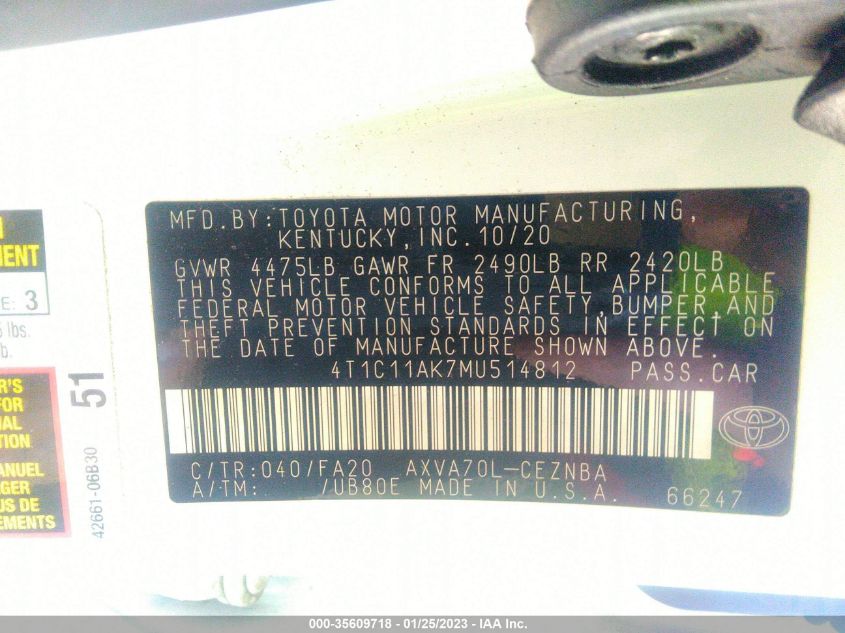 MFD. BY: TOYOTA MOTOR MANUFACTURING,
KENTUCKY, INC. 10/20
GVWR 4475LB GAWR FR 2490LB RR 2420LB
THIS VEHICLE CONFORMS TO ALL APPLICABLE
FEDERAL MOTOR VEHICLE SAFETY, BUMPER, AND
THEFT PREVENTION STANDARDS IN EFFECT ON
THE DATE OF MANUFACTURE SHOWN ABOVE.
4T1C11AK7MU514812 PASS. CAR
C/TR: 040/FA20 AXVA70L-CEZNBA
A/TM: /UB80E MADE IN U.S.A. 66247
3
lbs.
51
42661-06B30
FOR
000-35609718 - 01/25/2023 - IAA Inc.